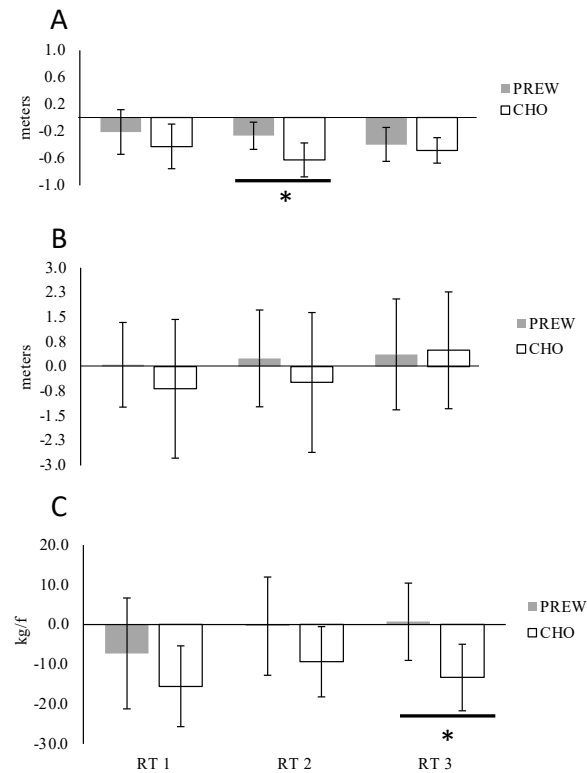 A
1.0
0.6
0.2
-0.2
-0.6
-1.0
meters
PREW
CHO
*
B
3.0
2.3
1.5
0.8
0.0
-0.8
-1.5
-2.3
-3.0
meters
PREW
CHO
C
20.0
10.0
0.0
-10.0
-20.0
-30.0
kg/f
PREW
CHO
*
RT 1 RT 2 RT 3